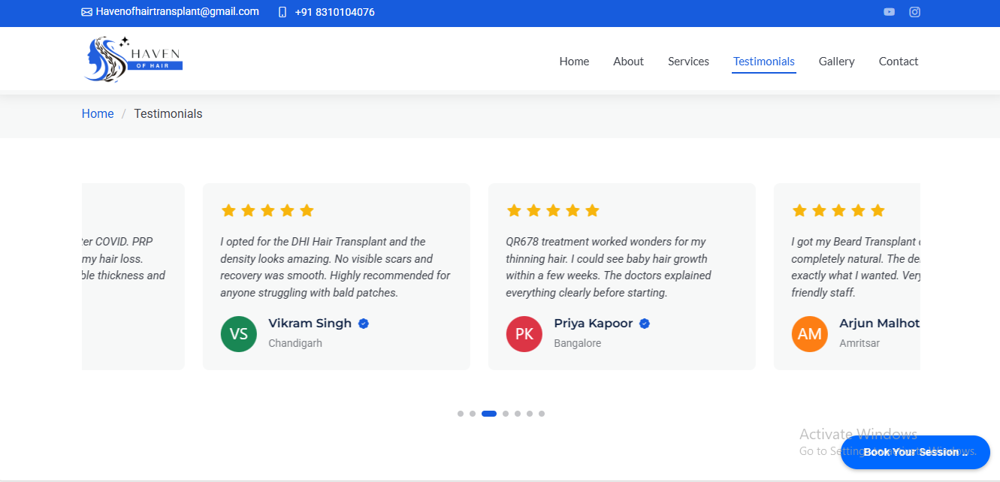 Havenofhairtransplant@gmail.com +91 8310104076
HAVEN
OF HAIR
Home About Services Testimonials Gallery Contact
Home / Testimonials
ter COVID. PRP
my hair loss.
ble thickness and
I opted for the DHI Hair Transplant and the
density looks amazing. No visible scars and
recovery was smooth. Highly recommended for
anyone struggling with bald patches.
VS
Vikram Singh
Chandigarh
QR678 treatment worked wonders for my
thinning hair. I could see baby hair growth
within a few weeks. The doctors explained
everything clearly before starting.
PK
Priya Kapoor
Bangalore
I got my Beard Transplant
completely natural. The de
exactly what I wanted. Very
friendly staff.
AM
Arjun Malhot
Amritsar
Activate Windows
Go to Settings to activate Windows.
Book Your Session ..